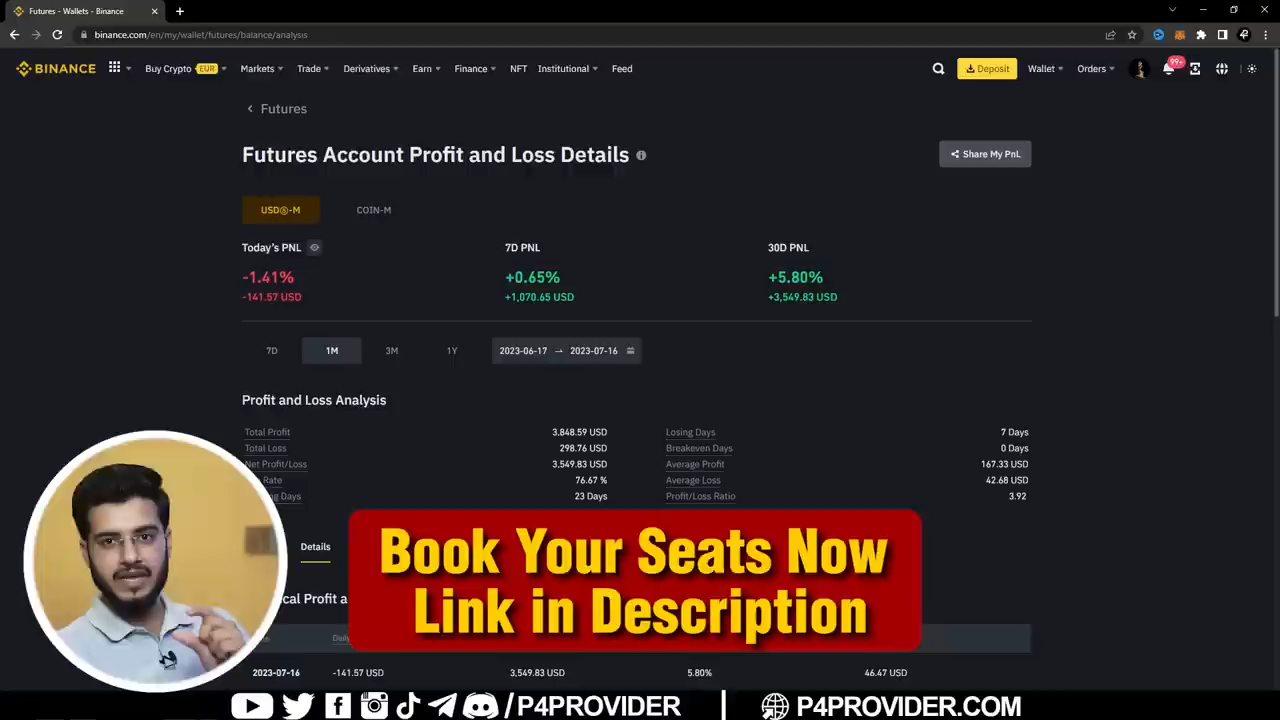 Futures - Wallets - Binance
binance.com/en/my/wallet/futures/balance/analysis
BINANCE Buy Crypto EUR Markets Trade Derivatives Earn Finance NFT Institutional Feed Deposit Wallet Orders 99+
Futures
Futures Account Profit and Loss Details Share My PnL
USDⓈ-M COIN-M
Today's PNL 7D PNL 30D PNL
-1.41% +0.65% +5.80%
-141.57 USD +1,070.65 USD +3,549.83 USD
7D 1M 3M 1Y 2023-06-17 → 2023-07-16
Profit and Loss Analysis
Total Profit 3,848.59 USD Losing Days 7 Days
Total Loss 298.76 USD Breakeven Days 0 Days
Net Profit/Loss 3,549.83 USD Average Profit 167.33 USD
Rate 76.67 % Average Loss 42.68 USD
Days 23 Days Profit/Loss Ratio 3.92
Details
Book Your Seats Now
Link in Description
cal Profit a
Daily
2023-07-16 -141.57 USD 3,549.83 USD 5.80% 46.47 USD
/P4PROVIDER | P4PROVIDER.COM